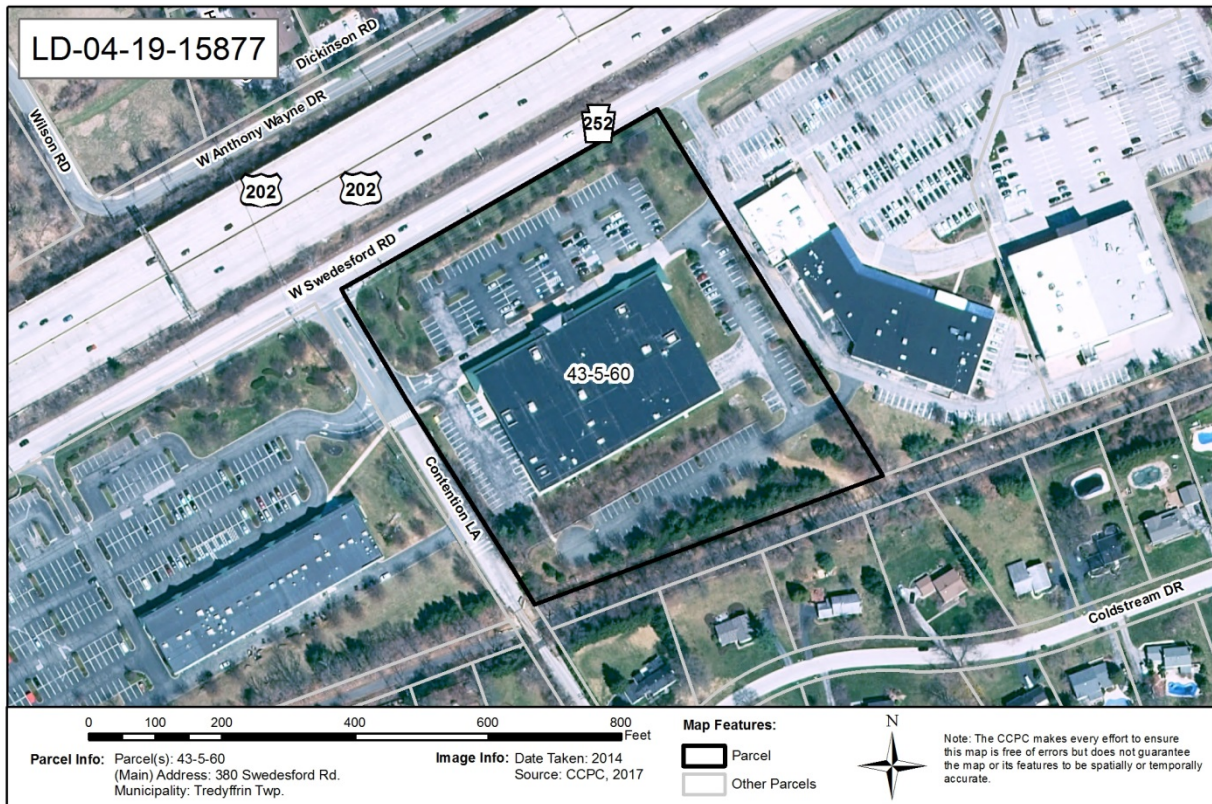 LD-04-19-15877
Dickinson RD
W Anthony Wayne DR
Wilson RD
202
202
252
W Swedesford RD
43-5-60
Contention LA
Coldstream DR
0 100 200 400 600 800
Feet
Parcel Info: Parcel(s): 43-5-60
(Main) Address: 380 Swedesford Rd.
Municipality: Tredyffrin Twp.
Image Info: Date Taken: 2014
Source: CCPC, 2017
Map Features:
Parcel
Other Parcels
N
Note: The CCPC makes every effort to ensure
this map is free of errors but does not guarantee
the map or its features to be spatially or temporally
accurate.